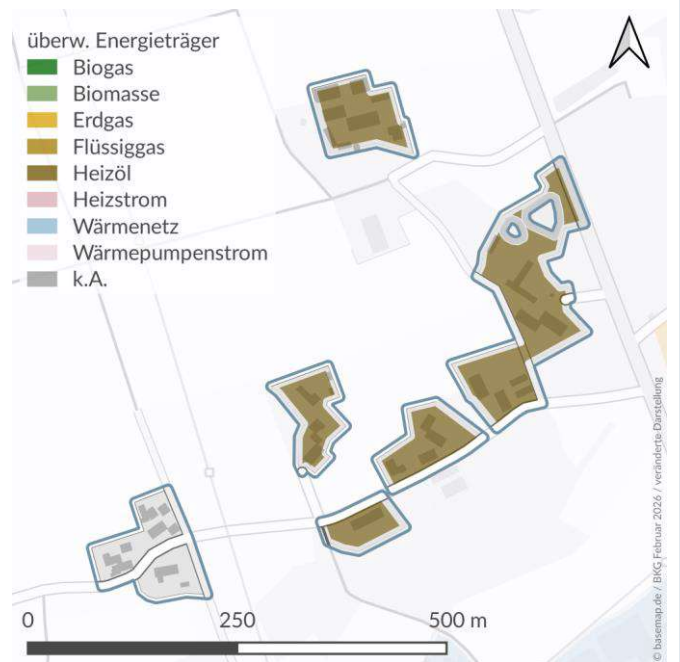 überw. Energieträger
Biogas
Biomasse
Erdgas
Flüssiggas
Heizöl
Heizstrom
Wärmenetz
Wärmepumpenstrom
k.A.
0 250 500 m
© basemap.de / BKG Februar 2026 / veränderte Darstellung